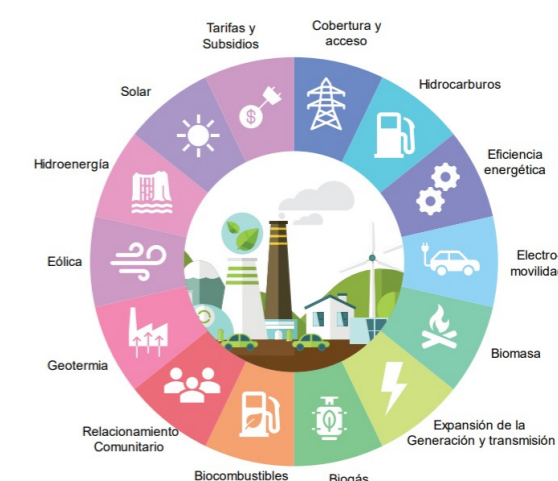 Tarifas y
Subsidios
Cobertura y
acceso
Hidrocarburos
Eficiencia
energética
Electro
movilidad
Biomasa
Expansión de la
Generación y transmisión
Biogás
Biocombustibles
Relacionamiento
Comunitario
Geotermia
Eólica
Hidroenergía
Solar
$